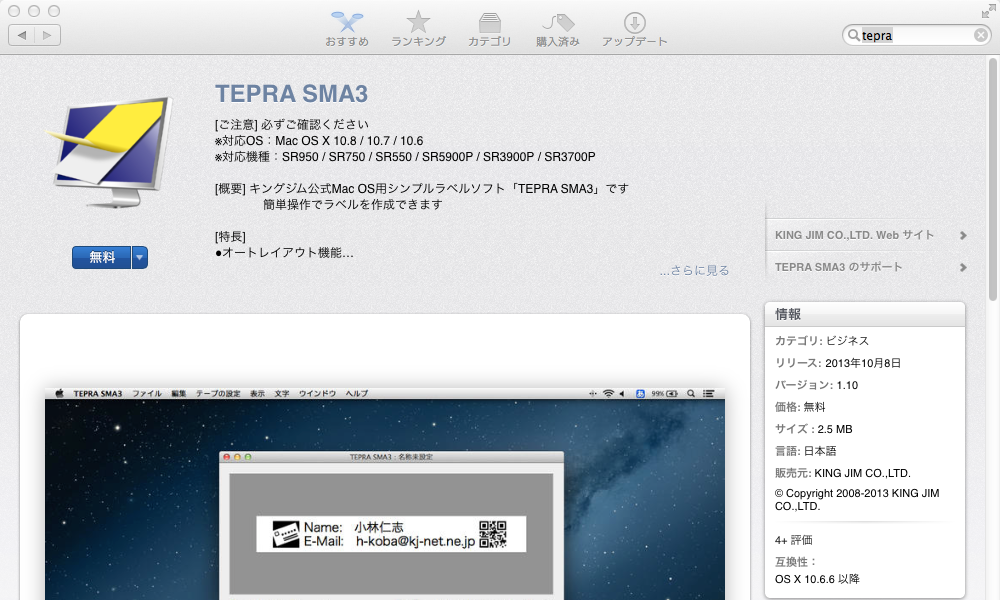 おすすめ
ランキング
カテゴリ
購入済み
アップデート
tepra
TEPRA SMA3
[ご注意] 必ずご確認ください
※対応OS：Mac OS X 10.8 / 10.7 / 10.6
※対応機種：SR950 / SR750 / SR550 / SR5900P / SR3900P / SR3700P
[概要] キングジム公式Mac OS用シンプルラベルソフト「TEPRA SMA3」です
簡単操作でラベルを作成できます
[特長]
●オートレイアウト機能...
...さらに見る
無料
KING JIM CO.,LTD. Web サイト
TEPRA SMA3 のサポート
情報
カテゴリ: ビジネス
リリース: 2013年10月8日
バージョン: 1.10
価格: 無料
サイズ : 2.5 MB
言語: 日本語
販売元: KING JIM CO.,LTD.
© Copyright 2008-2013 KING JIM
CO.,LTD.
4+ 評価
互換性：
OS X 10.6.6 以降
TEPRA SMA3 ファイル 編集 テープの設定 表示 文字 ウインドウ ヘルプ
あ 99%
TEPRA SMA3 : 名称未設定
Name: 小林仁志
E-Mail: h-koba@kj-net.ne.jp